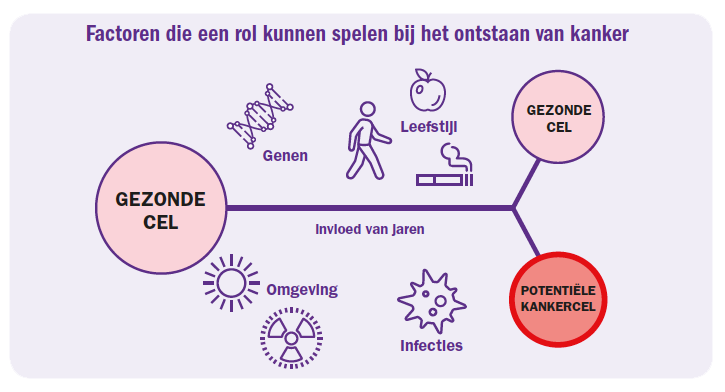 Factoren die een rol kunnen spelen bij het ontstaan van kanker
GEZONDE
CEL
Genen
Leefstijl
Invloed van jaren
Omgeving
Infecties
GEZONDE
CEL
POTENTIËLE
KANKERCEL